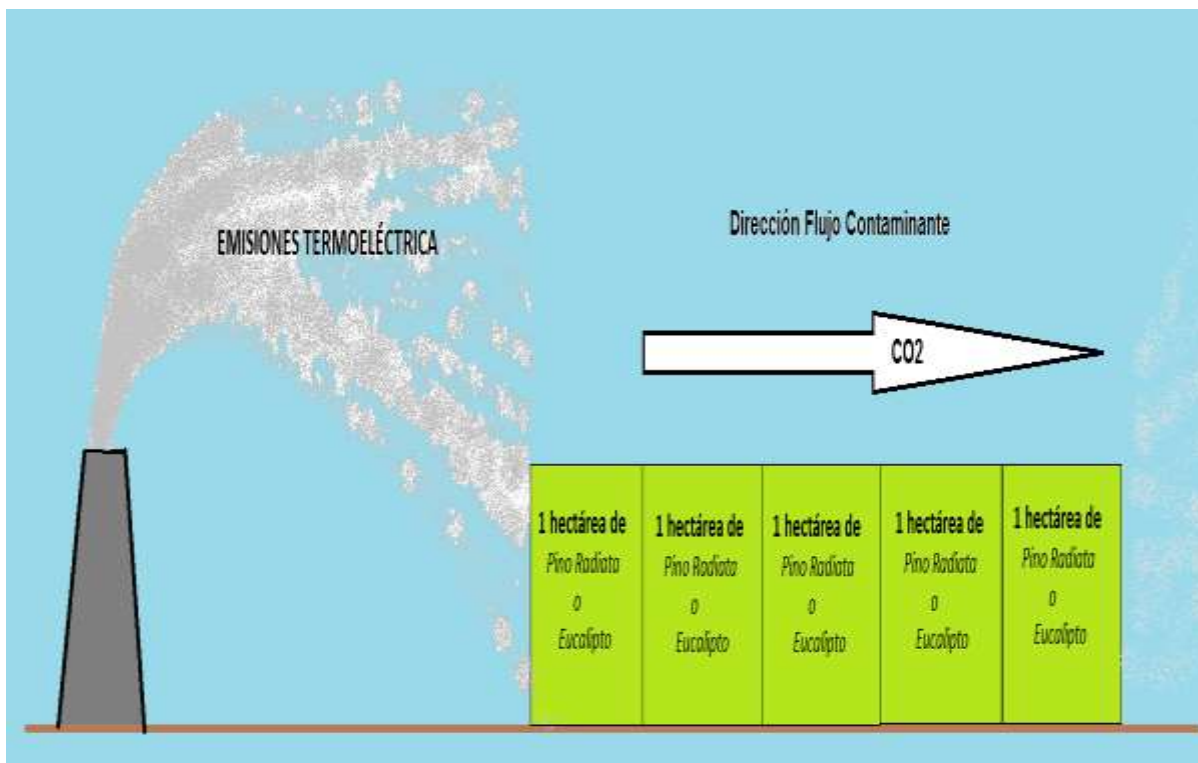 EMISIONES TERMOELÉCTRICA
Dirección Flujo Contaminante
CO2
1 hectárea de
Pino Radiata
o
Eucalipto
1 hectárea de
Pino Radiata
o
Eucalipto
1 hectárea de
Pino Radiata
o
Eucalipto
1 hectárea de
Pino Radiata
o
Eucalipto
1 hectárea de
Pino Radiata
o
Eucalipto